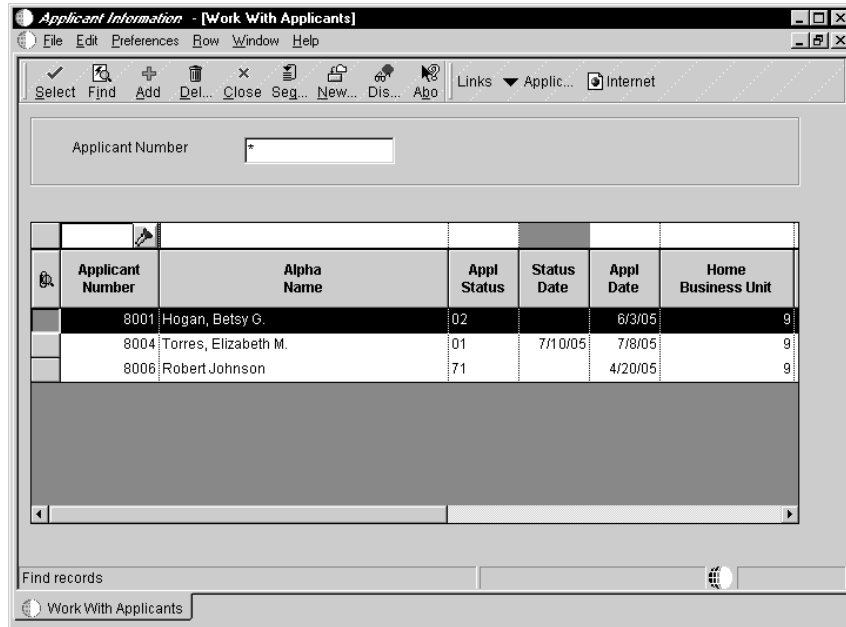 Applicant Information - [Work With Applicants]
File Edit Preferences Row Window Help
Select Find Add Del... Close Seq... New... Dis... Abo Links Applic... Internet
Applicant Number *
Applicant Number Alpha Name Appl Status Status Date Appl Date Home Business Unit
8001 Hogan, Betsy G. 02 6/3/05 9
8004 Torres, Elizabeth M. 01 7/10/05 7/8/05 9
8006 Robert Johnson 71 4/20/05 9
Find records
Work With Applicants